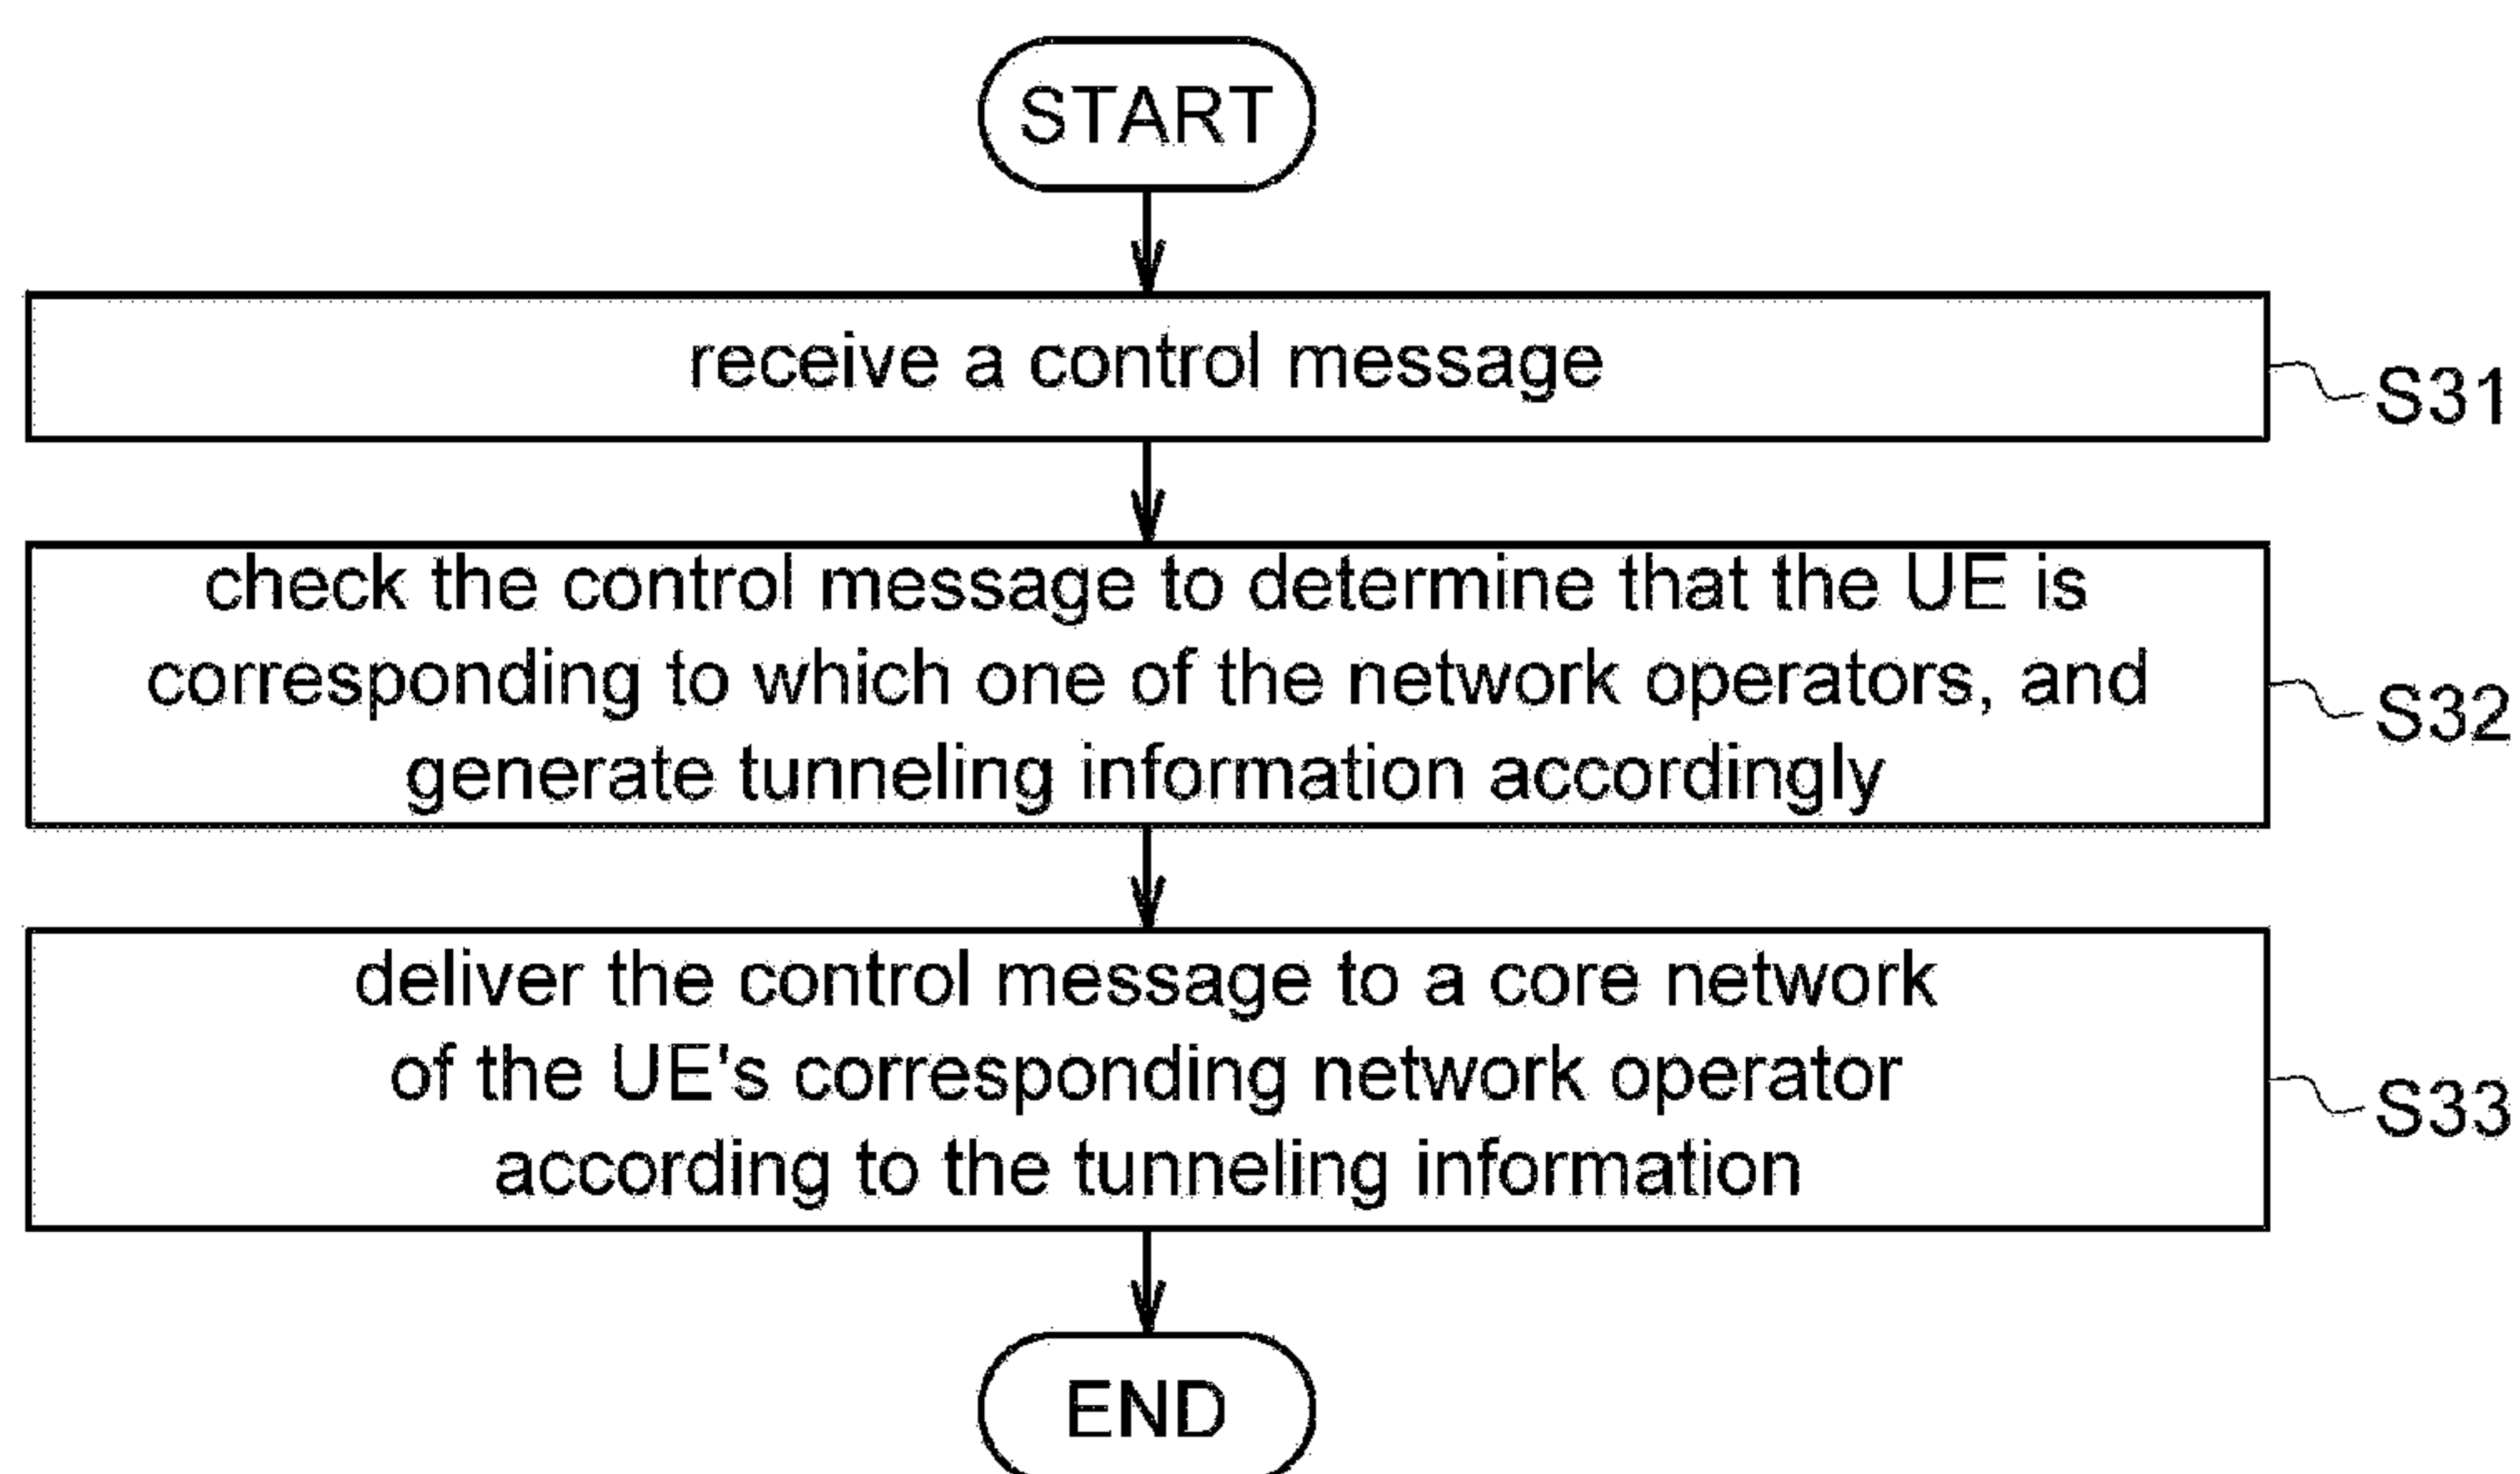 START
receive a control message
S31
check the control message to determine that the UE is
corresponding to which one of the network operators, and
S32
generate tunneling information accordingly
deliver the control message to a core network
of the UE's corresponding network operator
S33
according to the tunneling information
END